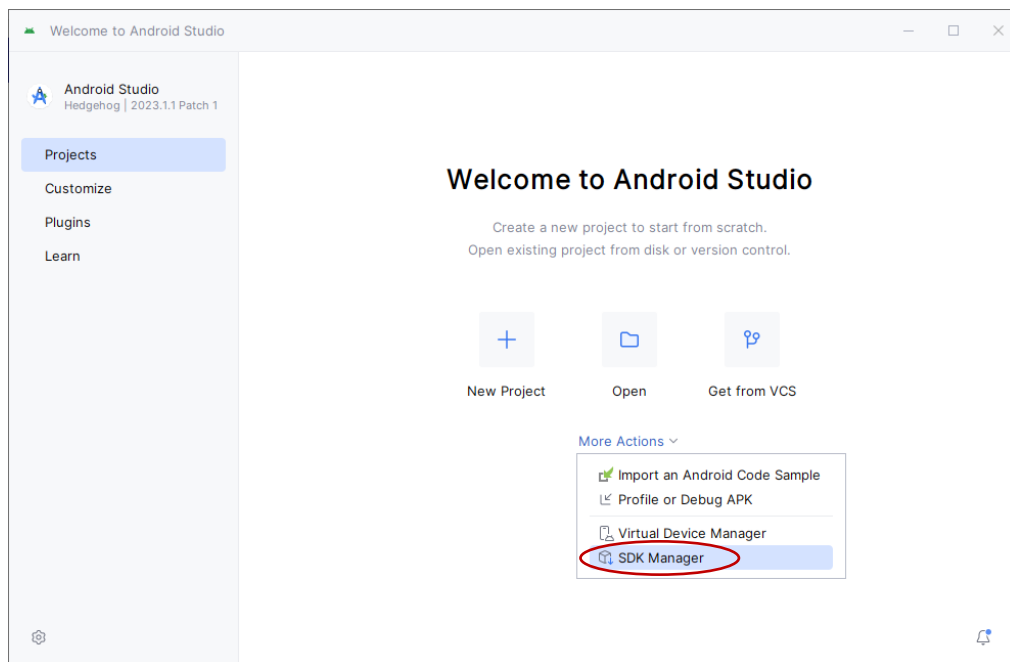 Welcome to Android Studio
Android Studio
Hedgehog | 2023.1.1 Patch 1
Projects
Customize
Plugins
Learn
Welcome to Android Studio
Create a new project to start from scratch.
Open existing project from disk or version control.
New Project
Open
Get from VCS
More Actions
Import an Android Code Sample
Profile or Debug APK
Virtual Device Manager
SDK Manager